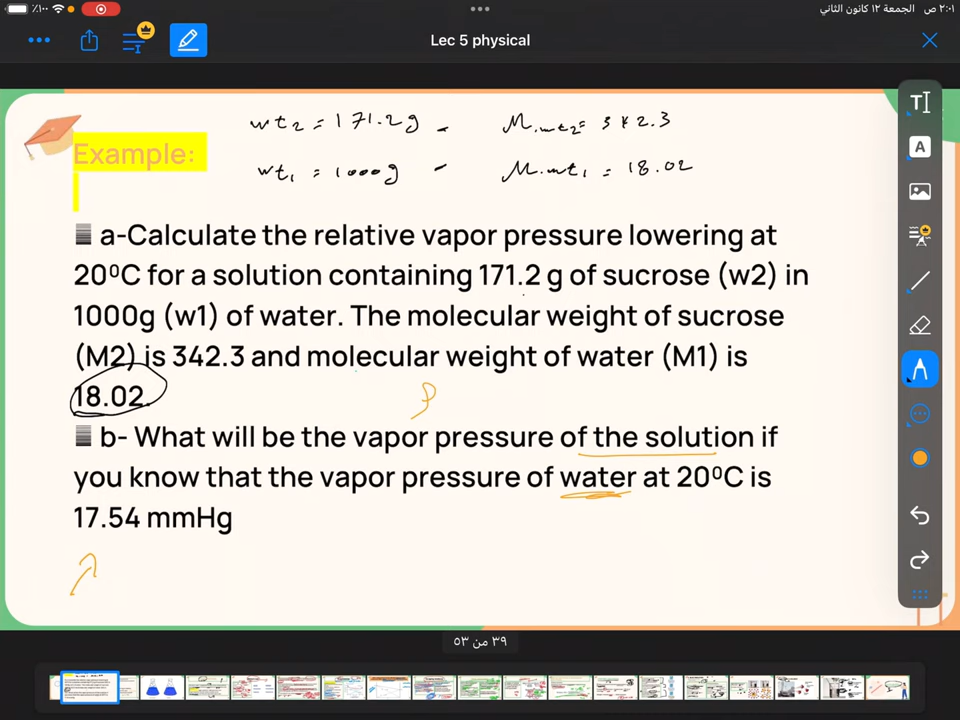 ٢:٠١ ص الجمعة ١٢ كانون الثاني
٪١٠٠
Lec 5 physical
wt2 = 171.2g - M.wt2= 342.3
wt1 = 1000g - M.wt1 = 18.02
Example:
a-Calculate the relative vapor pressure lowering at
20⁰C for a solution containing 171.2 g of sucrose (w2) in
1000g (w1) of water. The molecular weight of sucrose
(M2) is 342.3 and molecular weight of water (M1) is
18.02.
P
b- What will be the vapor pressure of the solution if
you know that the vapor pressure of water at 20⁰C is
17.54 mmHg
٣٩ من ٥٣